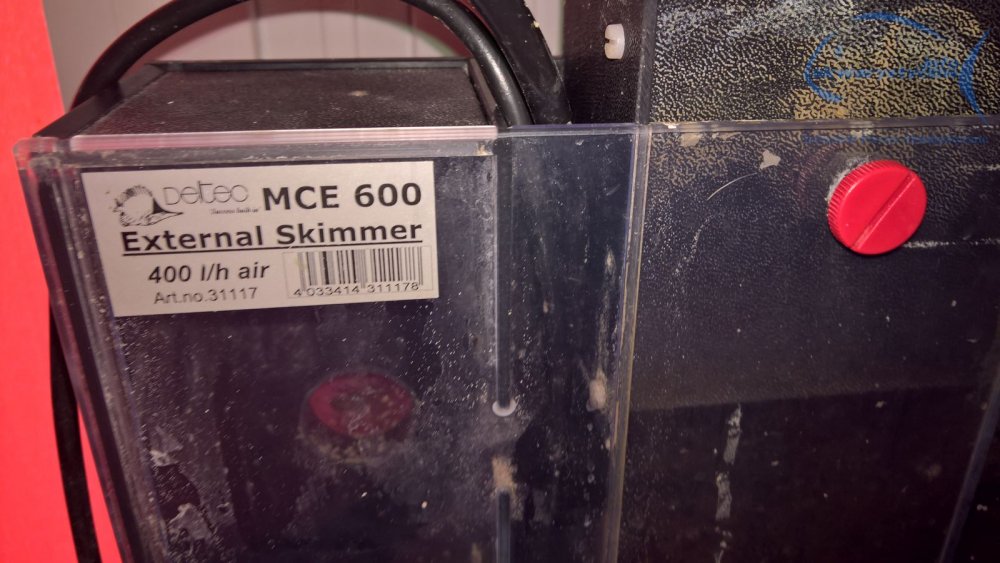 Deltec MCE 600
External Skimmer
400 l/h air
Art.no.31117
4 033414 311178